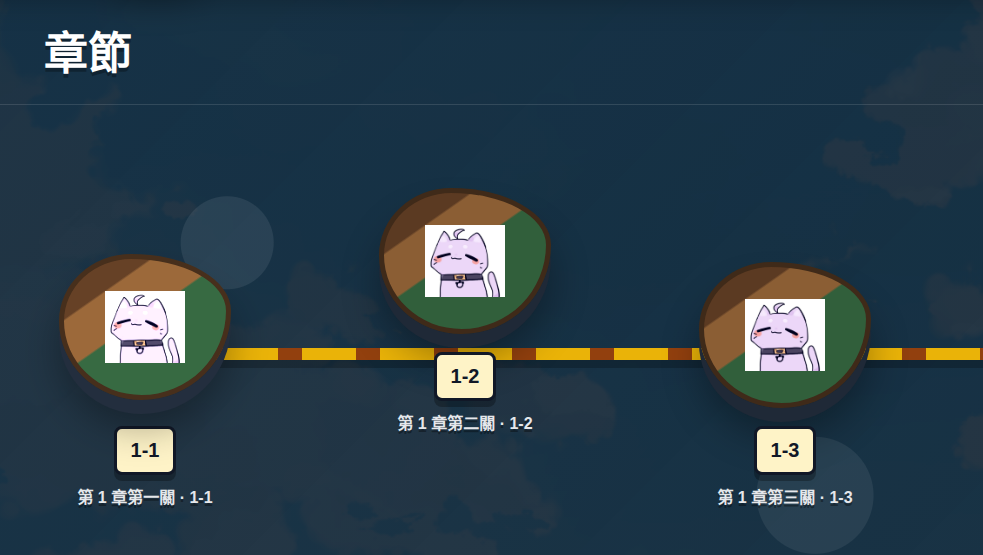 章節
1-1
第 1 章第一關 · 1-1
1-2
第 1 章第二關 · 1-2
1-3
第 1 章第三關 · 1-3